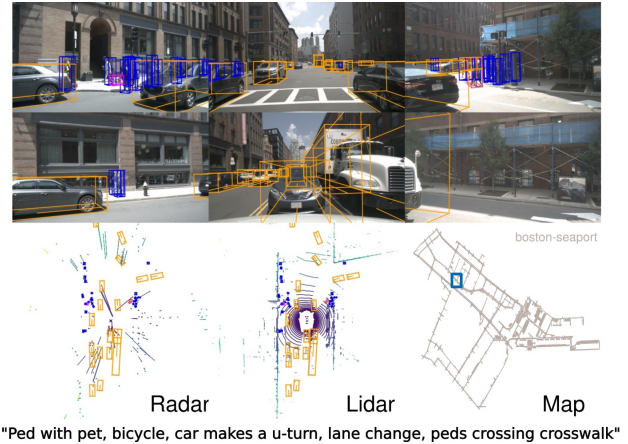 boston-seaport
Radar
Lidar
Map
"Ped with pet, bicycle, car makes a u-turn, lane change, peds crossing crosswalk"